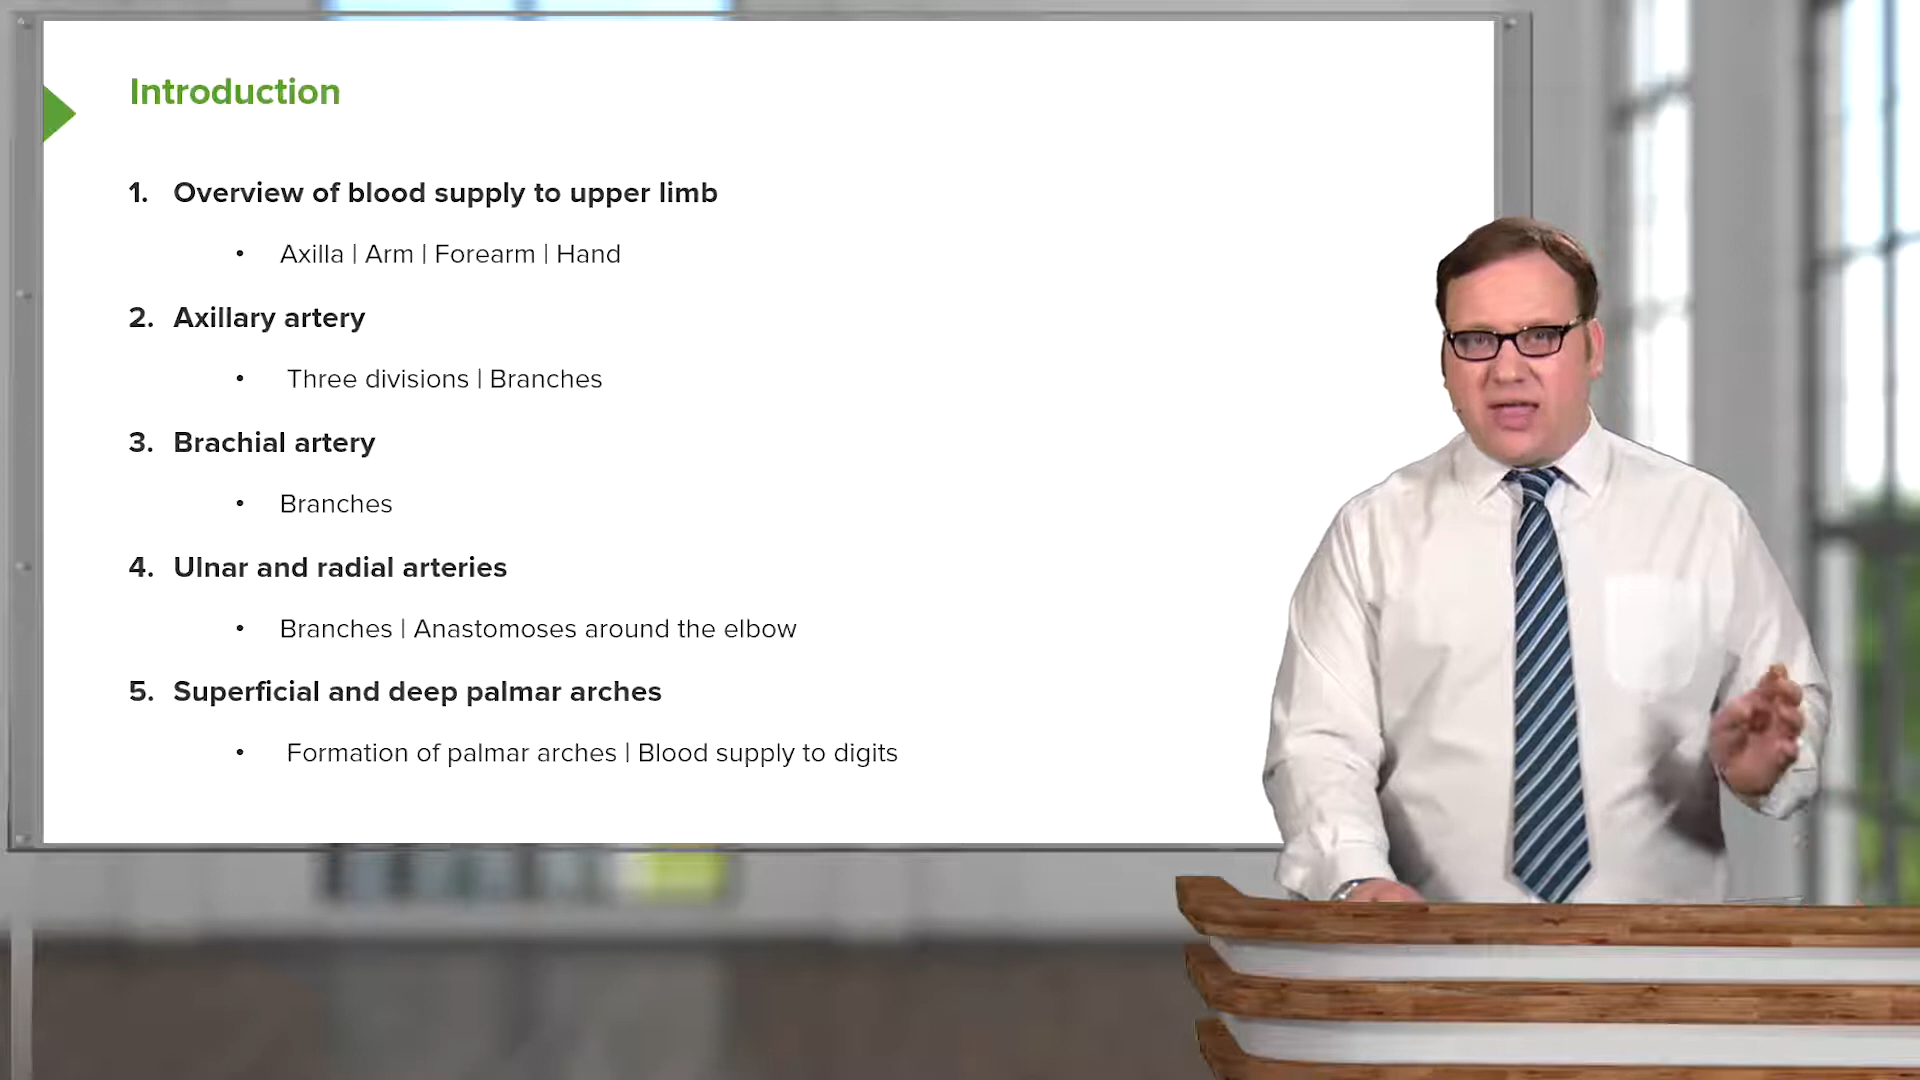 Introduction
1. Overview of blood supply to upper limb
• Axilla | Arm | Forearm | Hand
2. Axillary artery
• Three divisions | Branches
3. Brachial artery
• Branches
4. Ulnar and radial arteries
• Branches | Anastomoses around the elbow
5. Superficial and deep palmar arches
• Formation of palmar arches | Blood supply to digits